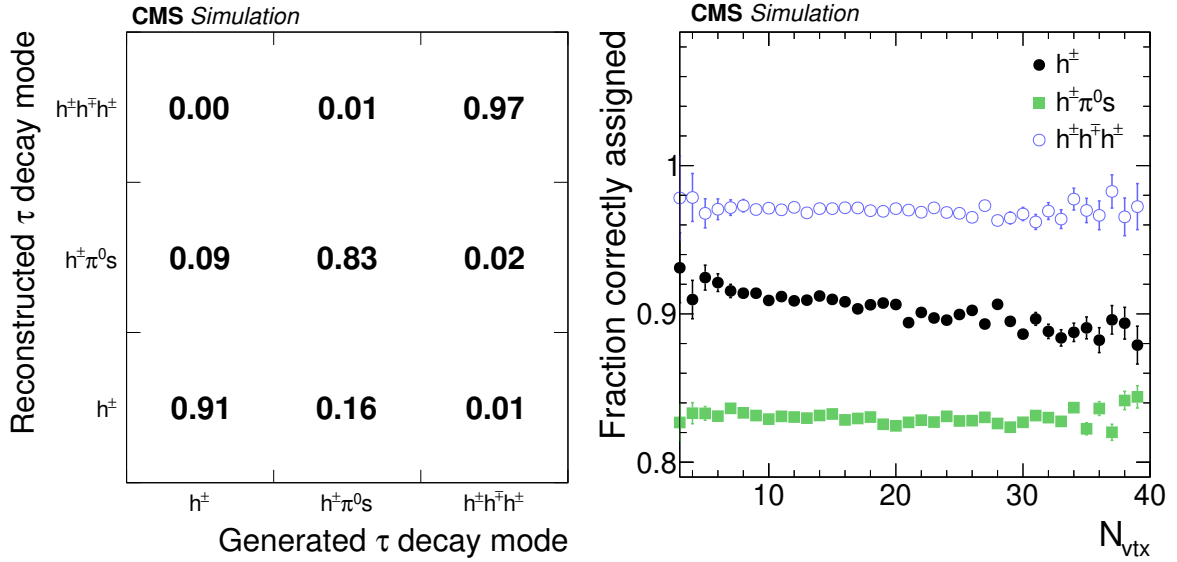 CMS Simulation
Reconstructed τ decay mode
h±h∓h± 0.00 0.01 0.97
h±π⁰s 0.09 0.83 0.02
h± 0.91 0.16 0.01
h± h±π⁰s h±h∓h±
Generated τ decay mode
CMS Simulation
Fraction correctly assigned
h±
h±π⁰s
h±h∓h±
1
0.9
0.8
10 20 30 40
N_vtx